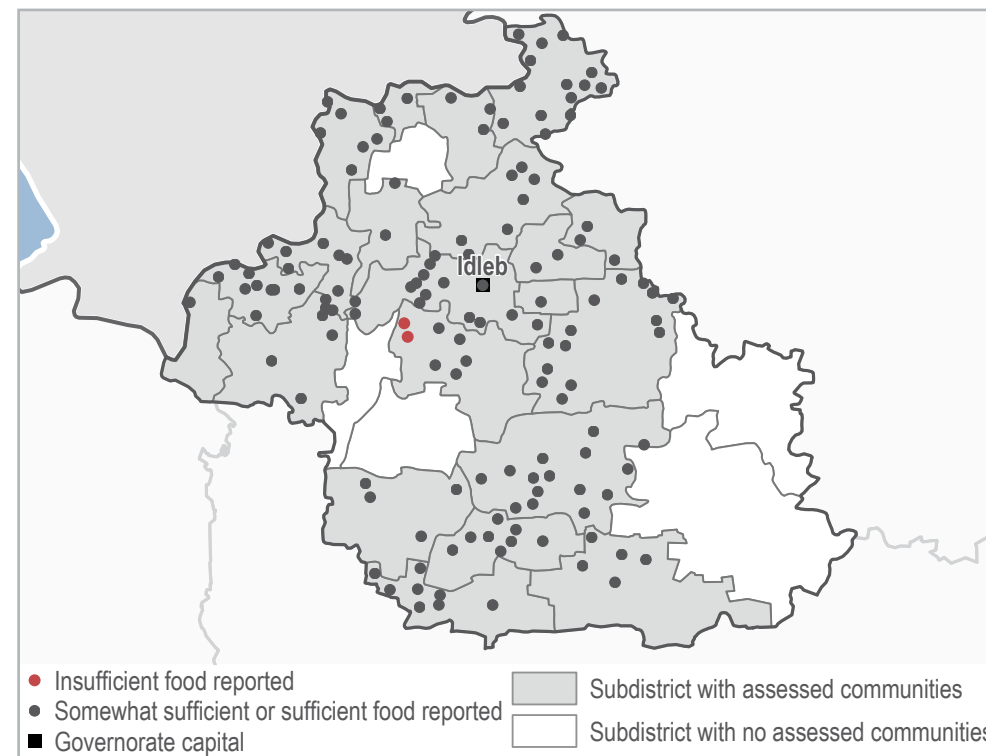 Idleb
Insufficient food reported
Somewhat sufficient or sufficient food reported
Governorate capital
Subdistrict with assessed communities
Subdistrict with no assessed communities